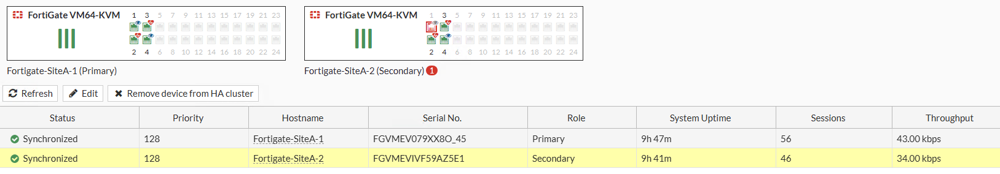 FortiGate VM64-KVM
1 3 5 7 9 11 13 15 17 19 21 23
2 4 6 8 10 12 14 16 18 20 22 24
Fortigate-SiteA-1 (Primary)
FortiGate VM64-KVM
1 3 5 7 9 11 13 15 17 19 21 23
2 4 6 8 10 12 14 16 18 20 22 24
Fortigate-SiteA-2 (Secondary) 1
Refresh Edit Remove device from HA cluster
Status Priority Hostname Serial No. Role System Uptime Sessions Throughput
Synchronized 128 Fortigate-SiteA-1 FGVMEV079XX8O_45 Primary 9h 47m 56 43.00 kbps
Synchronized 128 Fortigate-SiteA-2 FGVMEVIVF59AZ5E1 Secondary 9h 41m 46 34.00 kbps